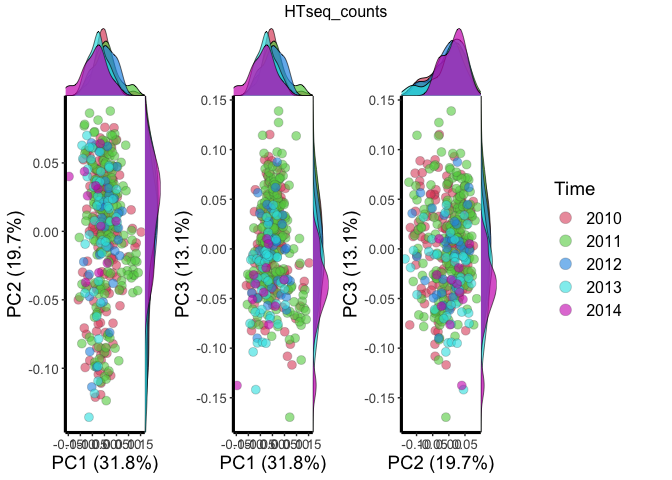 HTseq_counts
PC2 (19.7%)
0.05
0.00
-0.05
-0.10
PC1 (31.8%)
PC3 (13.1%)
0.15
0.10
0.05
0.00
-0.05
-0.10
-0.15
PC1 (31.8%)
PC3 (13.1%)
0.15
0.10
0.05
0.00
-0.05
-0.10
-0.15
PC2 (19.7%)
Time
2010
2011
2012
2013
2014